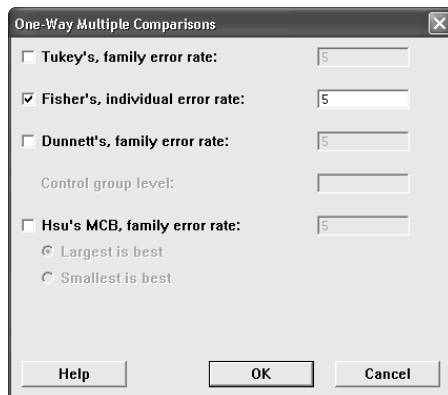 One-Way Multiple Comparisons
Tukey's, family error rate: 5
Fisher's, individual error rate: 5
Dunnett's, family error rate: 5
Control group level:
Hsu's MCB, family error rate: 5
Largest is best
Smallest is best
Help OK Cancel